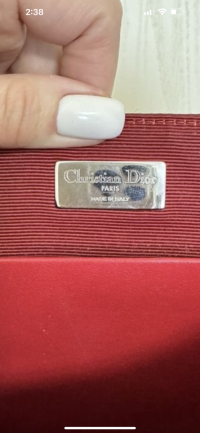 2:38
Christian Dior
PARIS
MADE IN ITALY